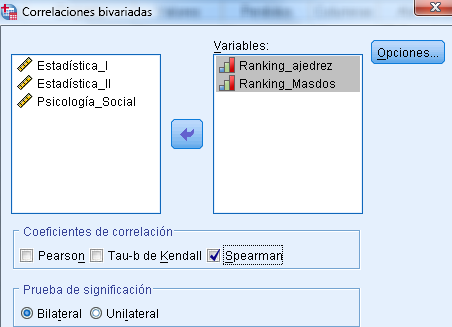 Correlaciones bivariadas
Variables:
Opciones...
Estadística_I
Estadística_II
Psicología_Social
Ranking_ajedrez
Ranking_Masdos
Coeficientes de correlación
Pearson Tau-b de Kendall Spearman
Prueba de significación
Bilateral Unilateral